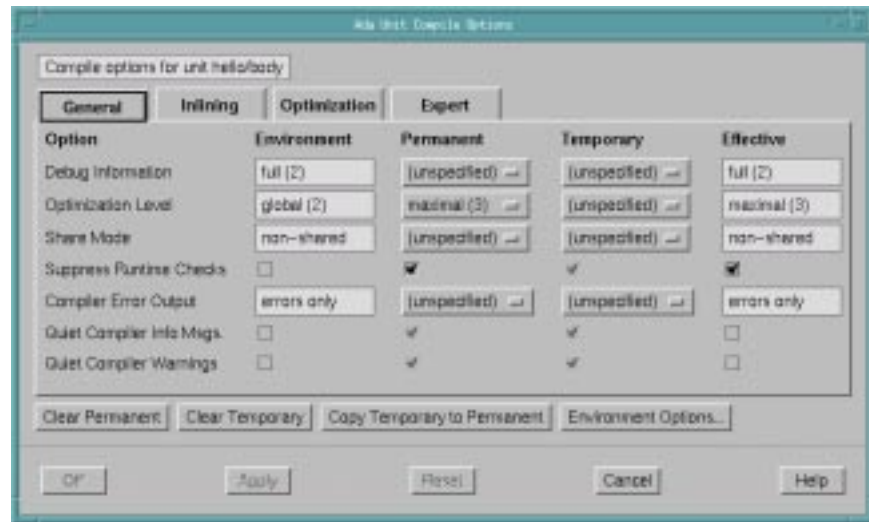 Ada Unit Compile Options
Compile options for unit hello/body
General Inlining Optimization Expert
Option Environment Permanent Temporary Effective
Debug Information full (2) (unspecified) (unspecified) full (2)
Optimization Level global (2) maximal (3) (unspecified) maximal (3)
Share Mode non-shared (unspecified) (unspecified) non-shared
Suppress Runtime Checks
Compiler Error Output errors only (unspecified) (unspecified) errors only
Quiet Compiler Info Msgs.
Quiet Compiler Warnings
Clear Permanent Clear Temporary Copy Temporary to Permanent Environment Options...
OK Apply Reset Cancel Help